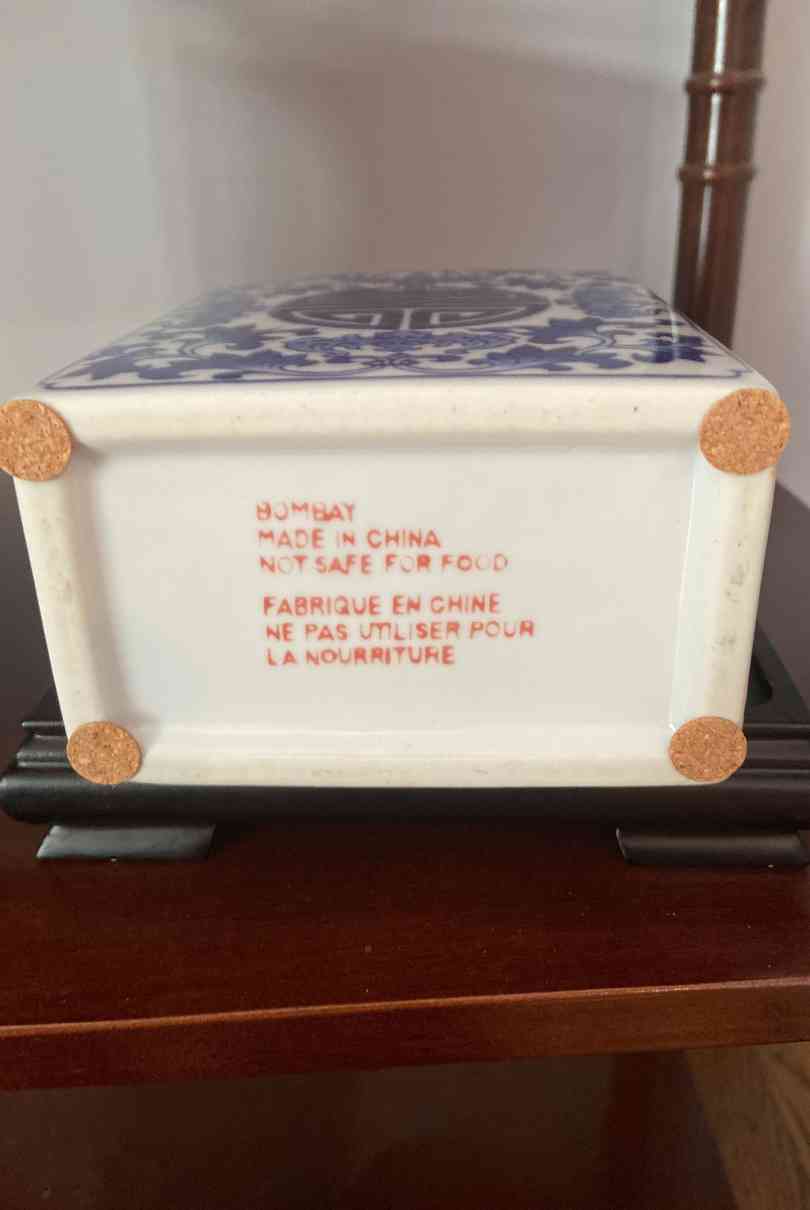 BOMBAY
MADE IN CHINA
NOT SAFE FOR FOOD
FABRIQUE EN CHINE
NE PAS UTILISER POUR
LA NOURRITURE